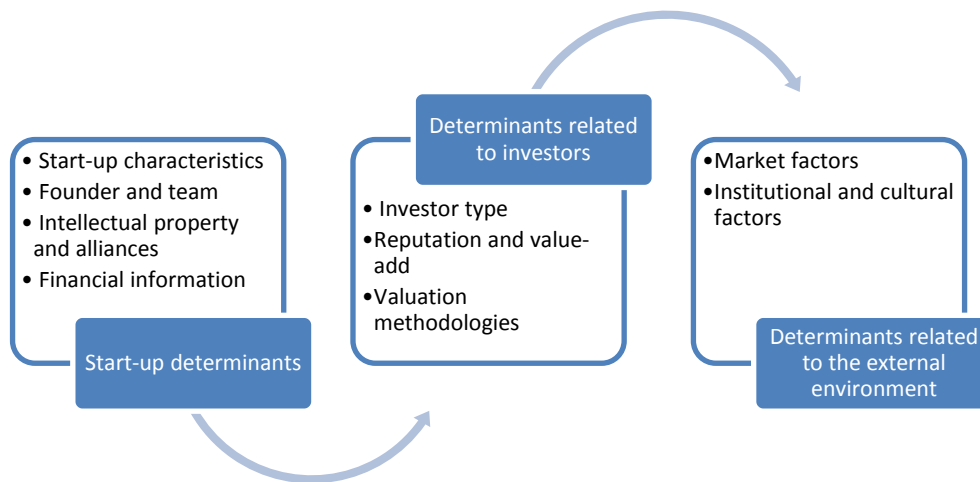 • Start-up characteristics
• Founder and team
• Intellectual property
and alliances
• Financial information
Start-up determinants
Determinants related
to investors
• Investor type
•Reputation and value-
add
•Valuation
methodologies
• Market factors
• Institutional and cultural
factors
Determinants related
to the external
environment